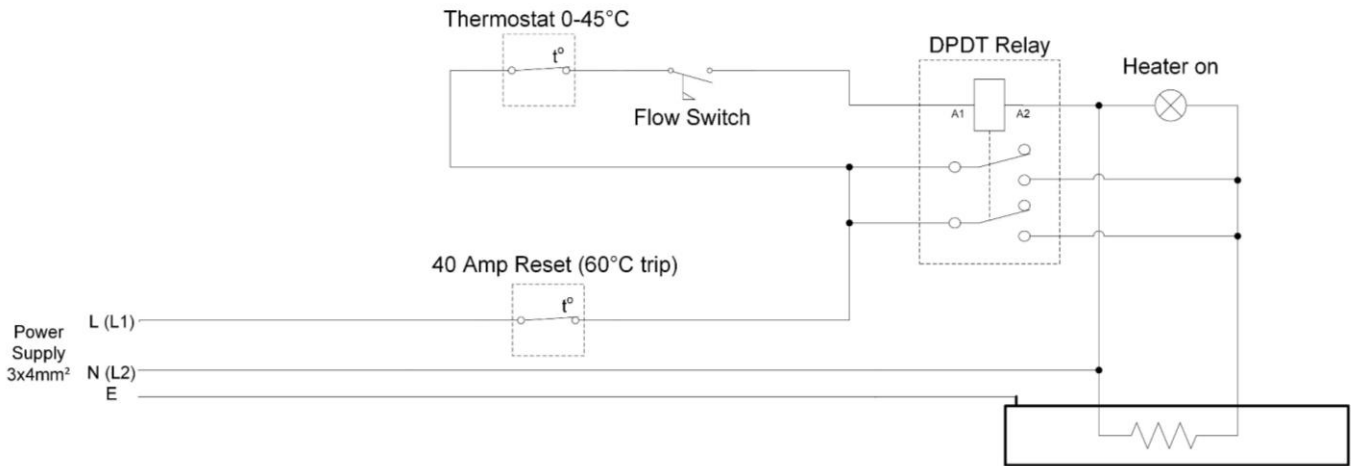 Thermostat 0-45°C
t°
Flow Switch
DPDT Relay
A1
A2
Heater on
40 Amp Reset (60°C trip)
t°
Power
Supply
3x4mm²
L (L1)
N (L2)
E